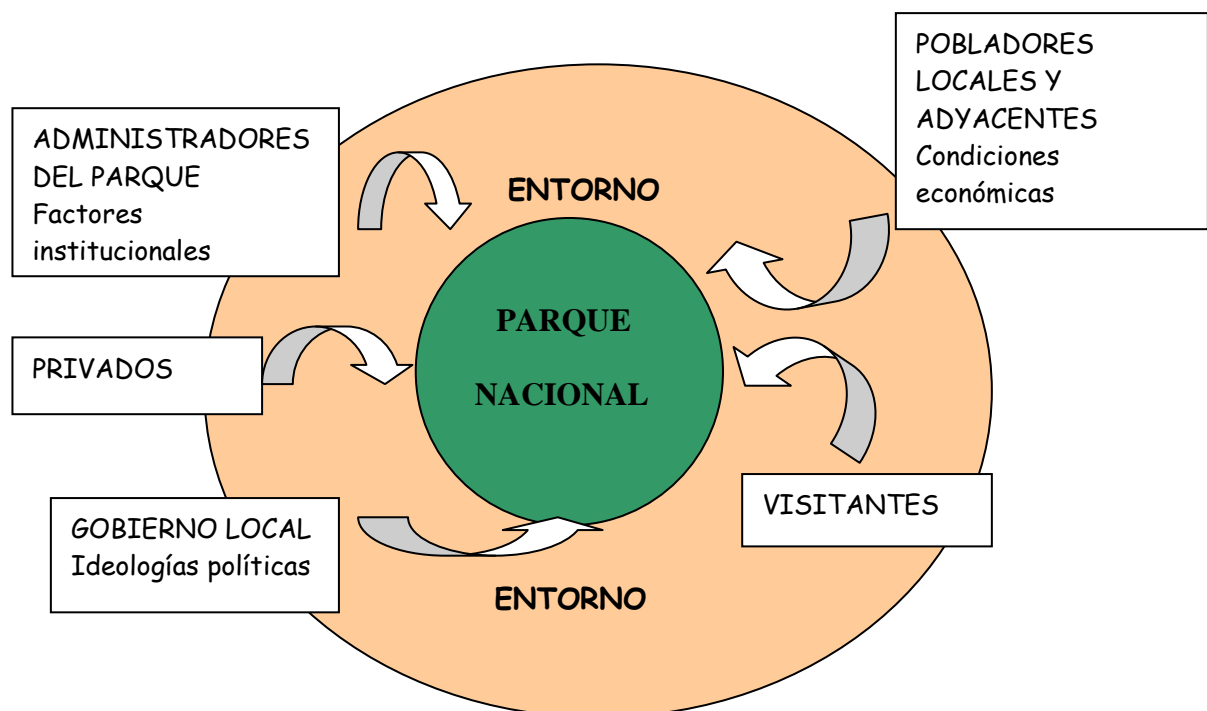 POBLADORES
LOCALES Y
ADYACENTES
Condiciones
económicas
ADMINISTRADORES
DEL PARQUE
Factores
institucionales
ENTORNO
PARQUE
NACIONAL
PRIVADOS
VISITANTES
GOBIERNO LOCAL
Ideologías políticas
ENTORNO